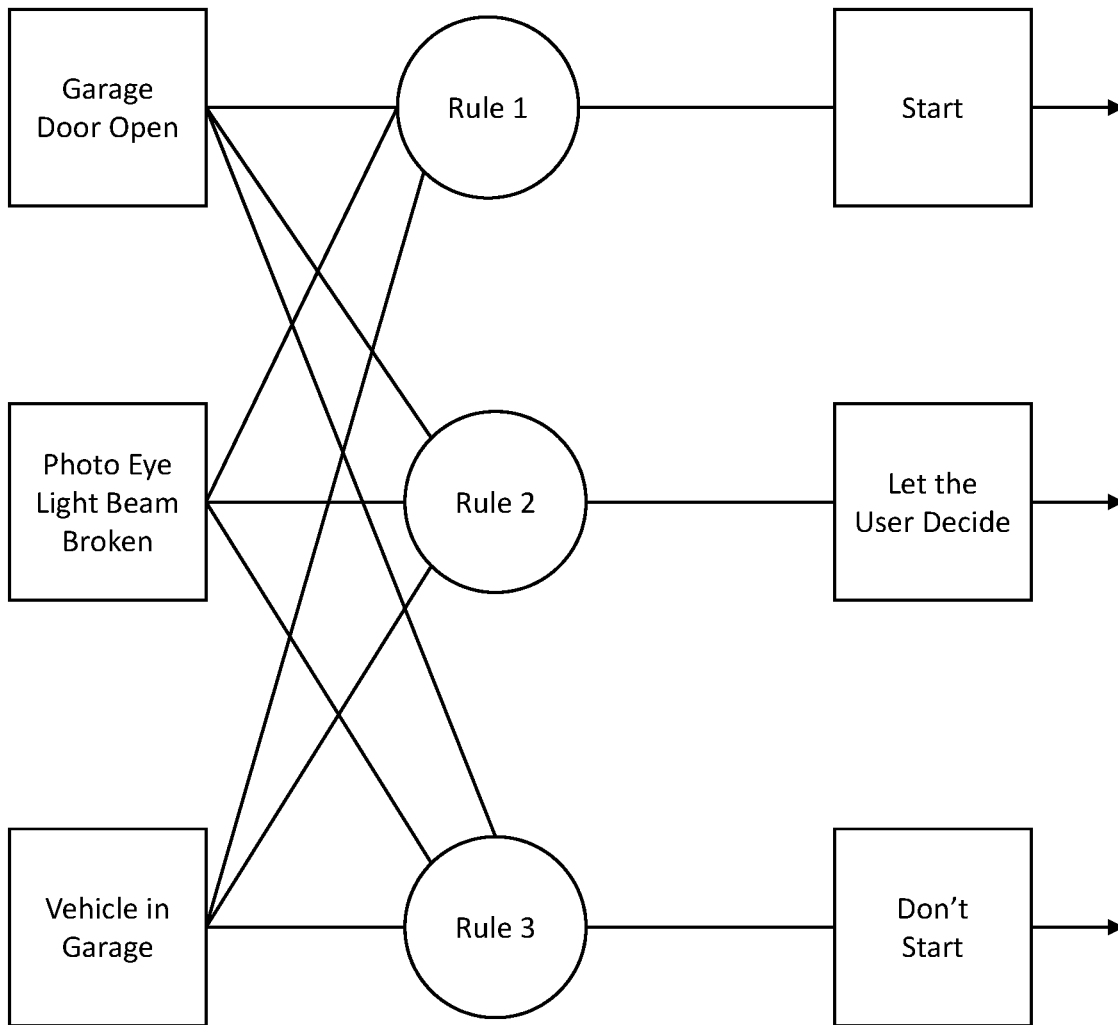 Garage
Door Open
Rule 1
Start
Photo Eye
Light Beam
Broken
Rule 2
Let the
User Decide
Vehicle in
Garage
Rule 3
Don’t
Start